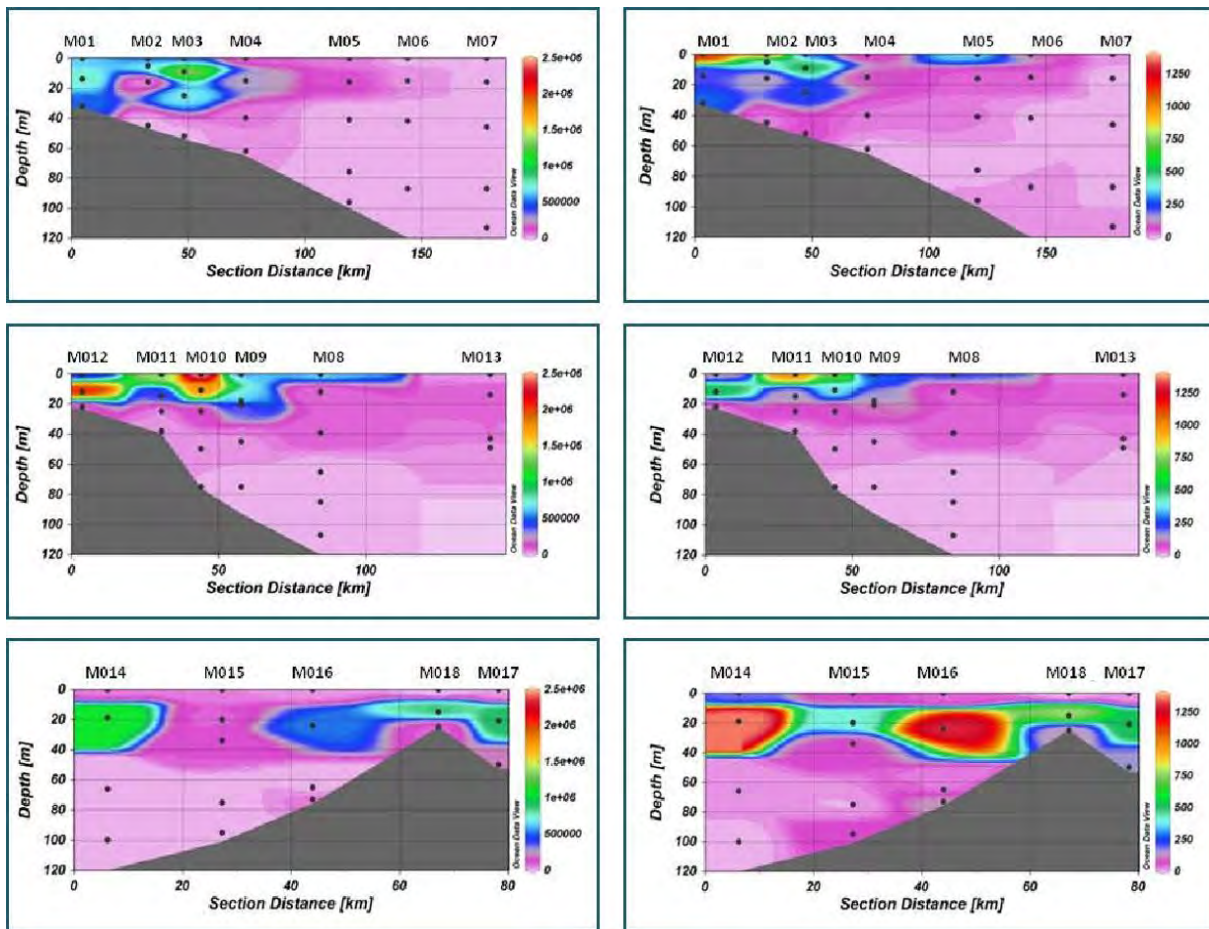 M01 M02 M03 M04 M05 M06 M07
0
20
40
60
80
100
120
Depth [m]
0 50 100 150
Section Distance [km]
2.5e+06
2e+06
1.5e+06
1e+06
500000
0
Ocean Data View
M01 M02 M03 M04 M05 M06 M07
0
20
40
60
80
100
120
Depth [m]
0 50 100 150
Section Distance [km]
1250
1000
750
500
250
0
Ocean Data View
M012 M011 M010 M09 M08 M013
0
20
40
60
80
100
120
Depth [m]
0 50 100
Section Distance [km]
2.5e+06
2e+06
1.5e+06
1e+06
500000
0
Ocean Data View
M012 M011 M010 M09 M08 M013
0
20
40
60
80
100
120
Depth [m]
0 50 100
Section Distance [km]
1250
1000
750
500
250
0
Ocean Data View
M014 M015 M016 M018 M017
0
20
40
60
80
100
120
Depth [m]
0 20 40 60 80
Section Distance [km]
2.5e+06
2e+06
1.5e+06
1e+06
500000
0
Ocean Data View
M014 M015 M016 M018 M017
0
20
40
60
80
100
120
Depth [m]
0 20 40 60 80
Section Distance [km]
1250
1000
750
500
250
0
Ocean Data View